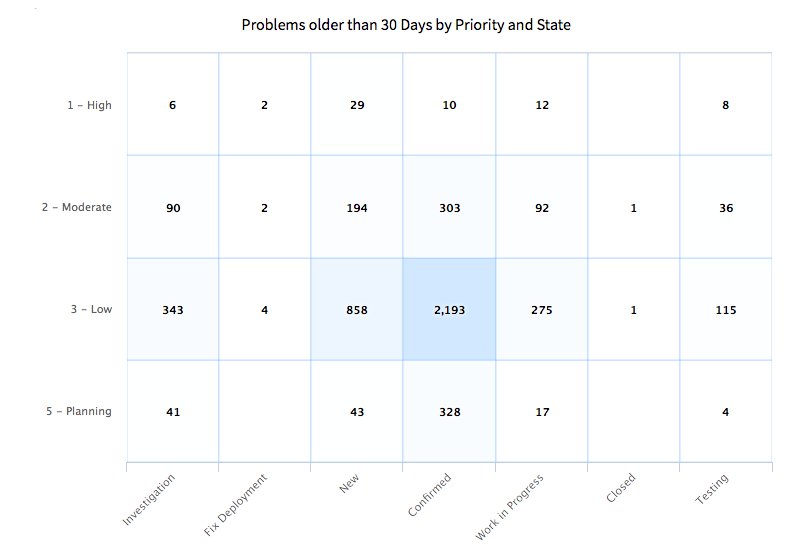 Problems older than 30 Days by Priority and State
1 – High 6 2 29 10 12 8
2 – Moderate 90 2 194 303 92 1 36
3 – Low 343 4 858 2,193 275 1 115
5 – Planning 41 43 328 17 4
Investigation Fix Deployment New Confirmed Work in Progress Closed Testing